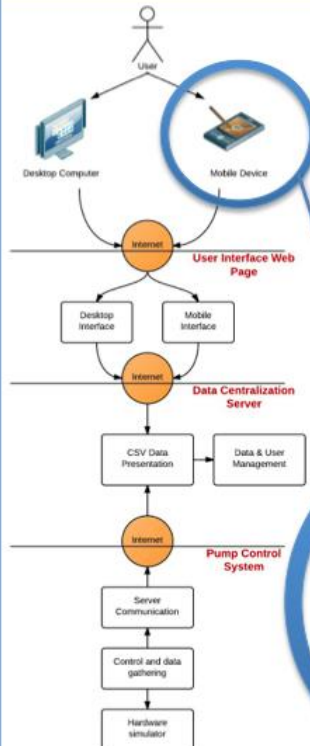 User
Desktop Computer
Mobile Device
Internet
User Interface Web
Page
Desktop
Interface
Mobile
Interface
Internet
Data Centralization
Server
CSV Data
Presentation
Data & User
Management
Internet
Pump Control
System
Server
Communication
Control and data
gathering
Hardware
simulator